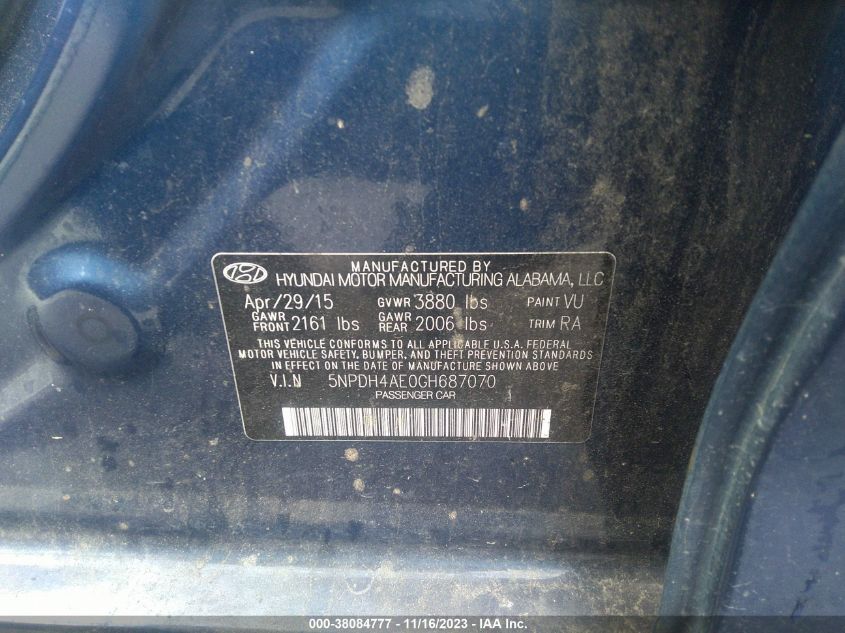 MANUFACTURED BY
HYUNDAI MOTOR MANUFACTURING ALABAMA, LLC
Apr/29/15 GVWR 3880 lbs PAINT VU
GAWR FRONT 2161 lbs GAWR REAR 2006 lbs TRIM RA
THIS VEHICLE CONFORMS TO ALL APPLICABLE U.S.A. FEDERAL
MOTOR VEHICLE SAFETY, BUMPER, AND THEFT PREVENTION STANDARDS
IN EFFECT ON THE DATE OF MANUFACTURE SHOWN ABOVE.
V.I.N 5NPDH4AE0GH687070
PASSENGER CAR
000-38084777 - 11/16/2023 - IAA Inc.